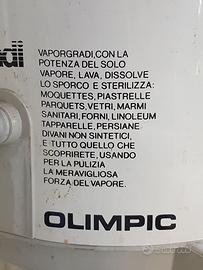 VAPORGRADI,CON LA
POTENZA DEL SOLO
VAPORE, LAVA, DISSOLVE
LO SPORCO E STERILIZZA:
MOQUETTES, PIASTRELLE
PARQUETS, VETRI, MARMI
SANITARI, FORNI, LINOLEUM
TAPPARELLE, PERSIANE
DIVANI NON SINTETICI,
E TUTTO QUELLO CHE
SCOPRIRETE, USANDO
PER LA PULIZIA
LA MERAVIGLIOSA
FORZA DEL VAPORE.
OLIMPIC